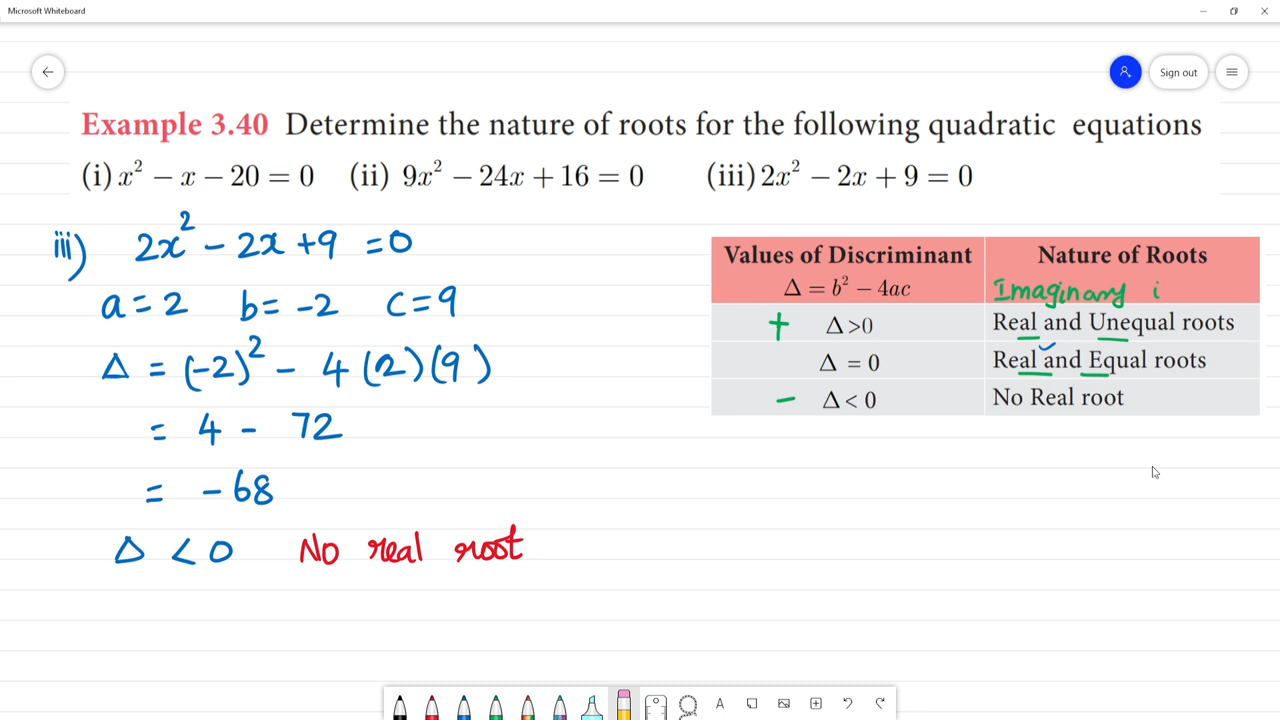 Microsoft Whiteboard
Sign out
Example 3.40 Determine the nature of roots for the following quadratic equations
(i) x² − x − 20 = 0 (ii) 9x² − 24x + 16 = 0 (iii) 2x² − 2x + 9 = 0
iii) 2x² − 2x + 9 = 0
a = 2 b = −2 c = 9
Δ = (−2)² − 4 (2)(9)
= 4 − 72
= −68
Δ < 0 No real root
Values of Discriminant Nature of Roots
Δ = b² − 4ac Imaginary i
+ Δ >0 Real and Unequal roots
Δ = 0 Real and Equal roots
− Δ < 0 No Real root
A